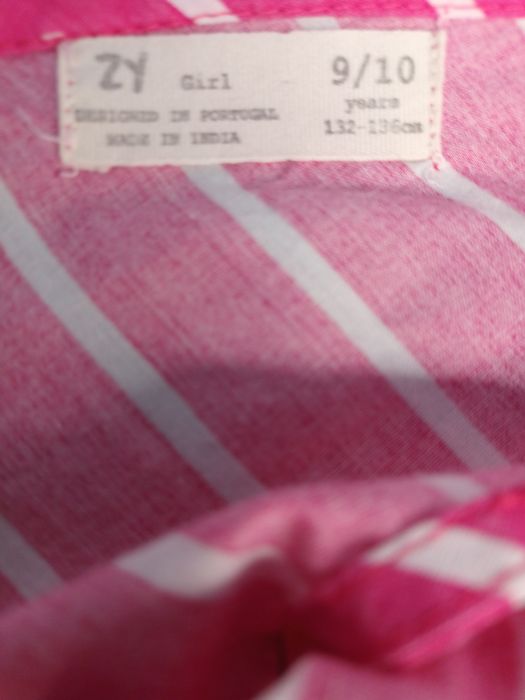 ZY Girl 9/10
years
DESIGNED IN PORTUGAL
MADE IN INDIA 132-136cm